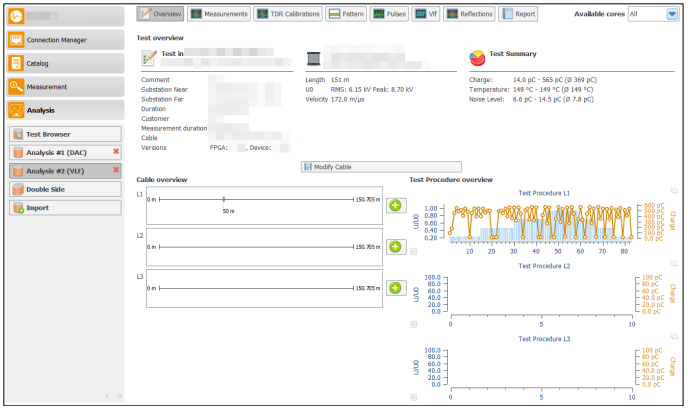 Overview
Measurements
TDR Calibrations
Pattern
Pulses
Vlf
Reflections
Report
Available cores
All
Connection Manager
Catalog
Measurement
Analysis
Test Browser
Analysis #1 (DAC)
Analysis #2 (VLF)
Double Side
Import
Test overview
Test in
Comment
Substation Near
Substation Far
Duration
Customer
Measurement duration
Cable
Versions FPGA: , Device:
Length 151 m
U0 RMS: 6.15 kV Peak: 8.70 kV
Velocity 172.0 m/µs
Test Summary
Charge: 14.0 pC - 565 pC (Ø 369 pC)
Temperature: 149 °C - 149 °C (Ø 149 °C)
Noise Level: 6.6 pC - 14.5 pC (Ø 7.8 pC)
Modify Cable
Cable overview
L1
0 m
150.705 m
50 m
L2
0 m
150.705 m
L3
0 m
150.705 m
Test Procedure overview
Test Procedure L1
U/U0
1.00
0.80
0.60
0.40
0.20
600 pC
500 pC
400 pC
300 pC
200 pC
100 pC
0.0 pC
Charge
10 20 30 40 50 60 70 80
Test Procedure L2
U/U0
100.0
80.0
60.0
40.0
20.0
0.0
100.0 pC
80.0 pC
60.0 pC
40.0 pC
20.0 pC
0.0 pC
Charge
0 5 10
Test Procedure L3
U/U0
100.0
80.0
60.0
40.0
20.0
0.0
100.0 pC
80.0 pC
60.0 pC
40.0 pC
20.0 pC
0.0 pC
Charge
0 5 10